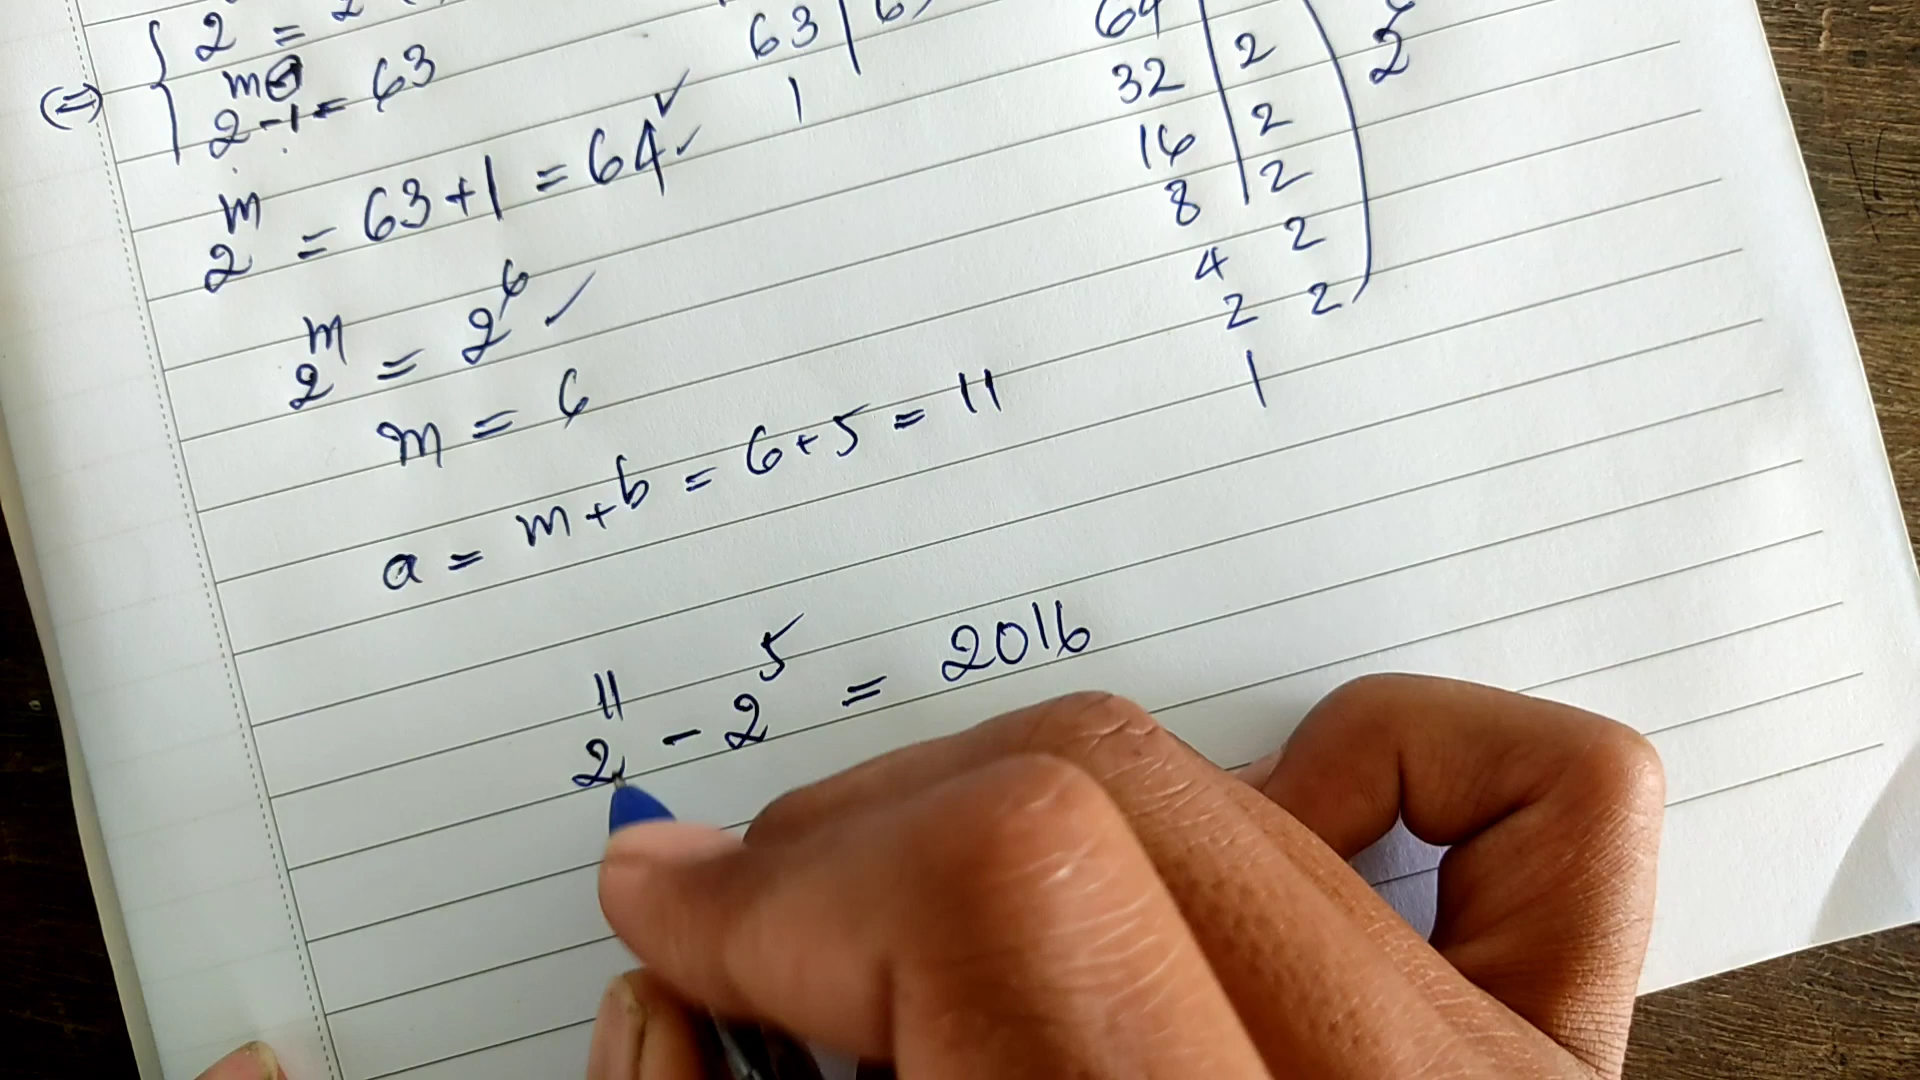 2 =
(=) 2^m - 1 = 63
2^m = 63 + 1 = 64 ✓ ✓
2^m = 2^6 ✓
m = 6
a = m + b = 6 + 5 = 11
2^11 - 2^5 = 2016
63
1
64
32 2
16 2
8 2
4 2
2 2
1
2